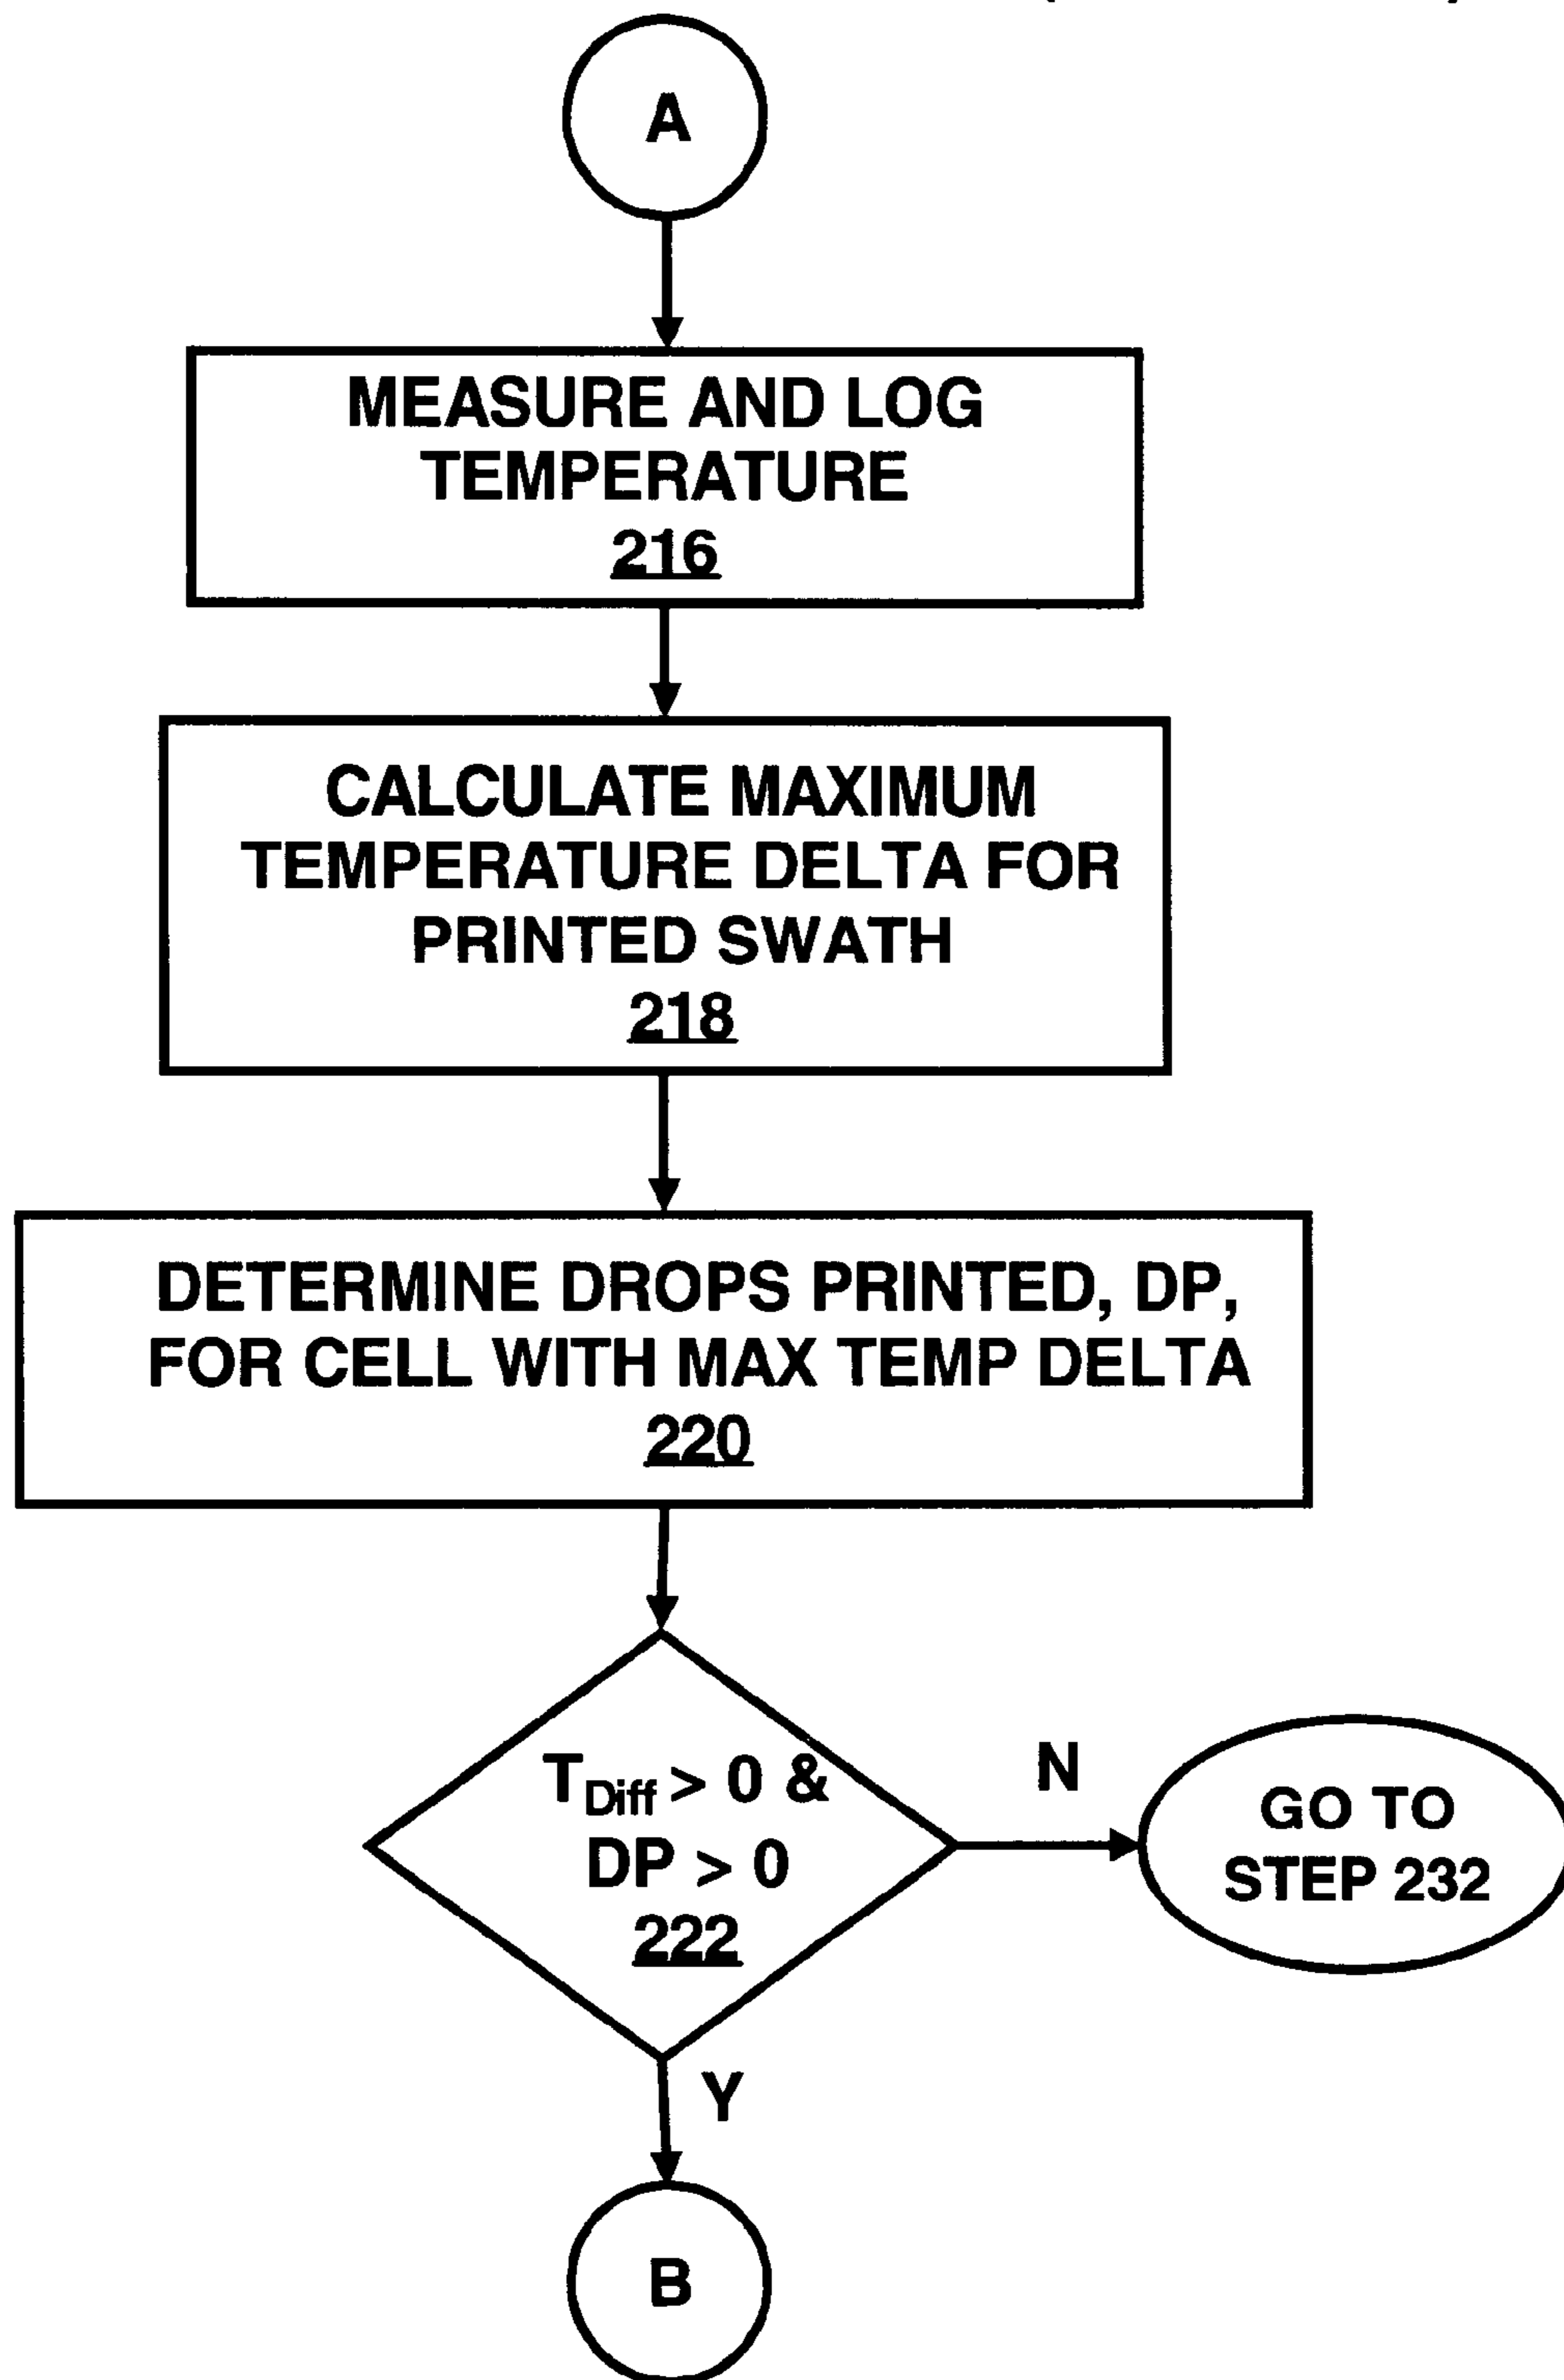 A
MEASURE AND LOG
TEMPERATURE
216
CALCULATE MAXIMUM
TEMPERATURE DELTA FOR
PRINTED SWATH
218
DETERMINE DROPS PRINTED, DP,
FOR CELL WITH MAX TEMP DELTA
220
T_Diff > 0 &
DP > 0
222
N
GO TO
STEP 232
Y
B